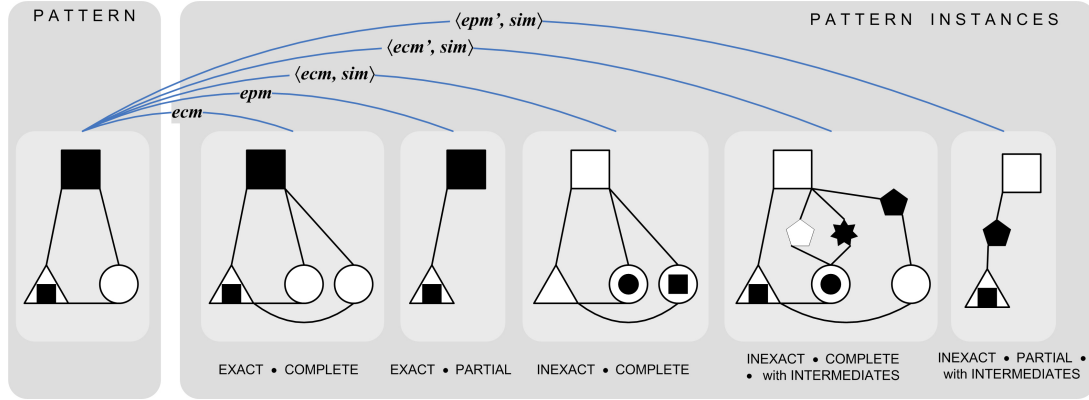 PATTERN
PATTERN INSTANCES
⟨epm’, sim⟩
⟨ecm’, sim⟩
⟨ecm, sim⟩
epm
ecm
EXACT • COMPLETE
EXACT • PARTIAL
INEXACT • COMPLETE
INEXACT • COMPLETE
• with INTERMEDIATES
INEXACT • PARTIAL •
with INTERMEDIATES